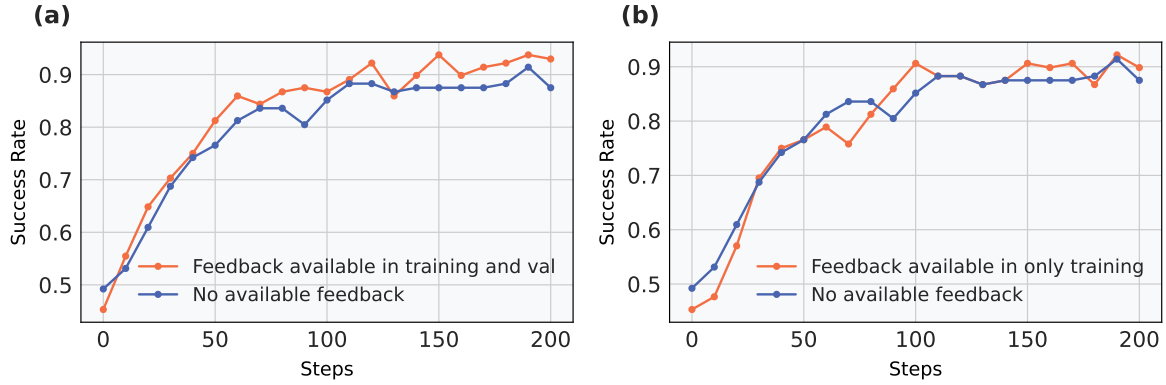 (a)
Success Rate
0.9
0.8
0.7
0.6
0.5
Feedback available in training and val
No available feedback
0 50 100 150 200
Steps
(b)
Success Rate
0.9
0.8
0.7
0.6
0.5
Feedback available in only training
No available feedback
0 50 100 150 200
Steps